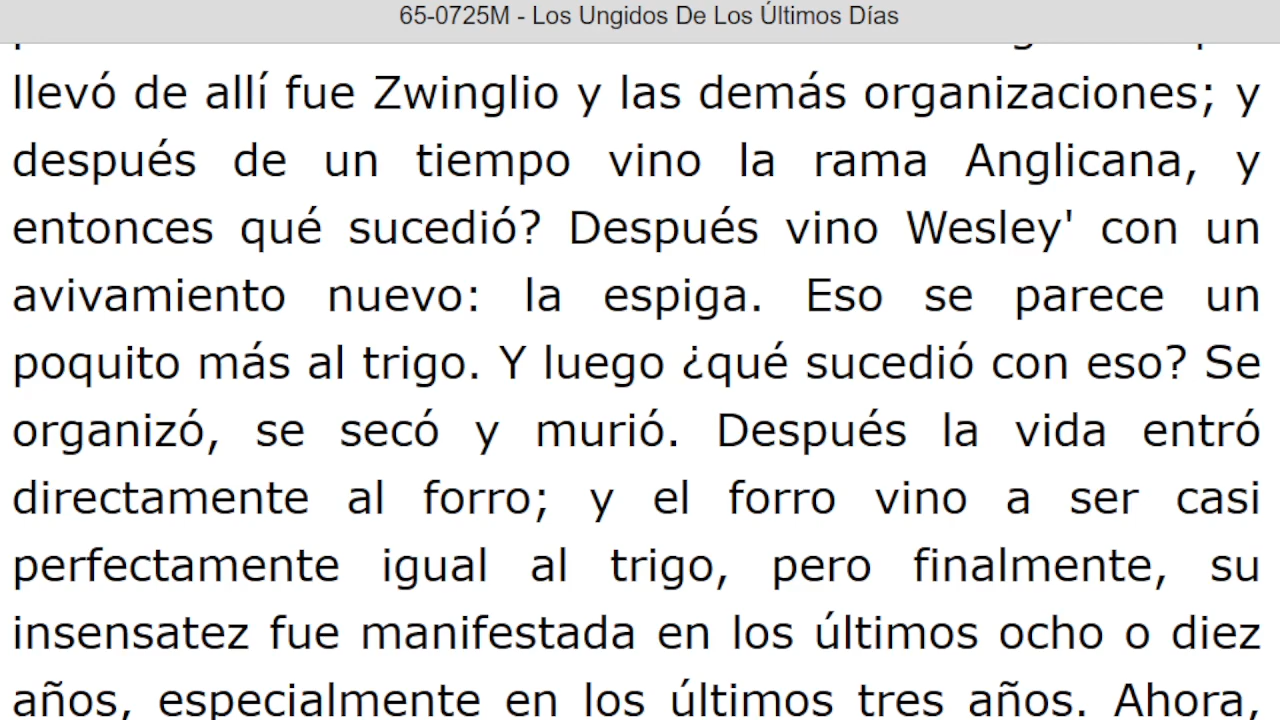 65-0725M - Los Ungidos De Los Últimos Días
llevó de allí fue Zwinglio y las demás organizaciones; y
después de un tiempo vino la rama Anglicana, y
entonces qué sucedió? Después vino Wesley' con un
avivamiento nuevo: la espiga. Eso se parece un
poquito más al trigo. Y luego ¿qué sucedió con eso? Se
organizó, se secó y murió. Después la vida entró
directamente al forro; y el forro vino a ser casi
perfectamente igual al trigo, pero finalmente, su
insensatez fue manifestada en los últimos ocho o diez
años, especialmente en los últimos tres años. Ahora,